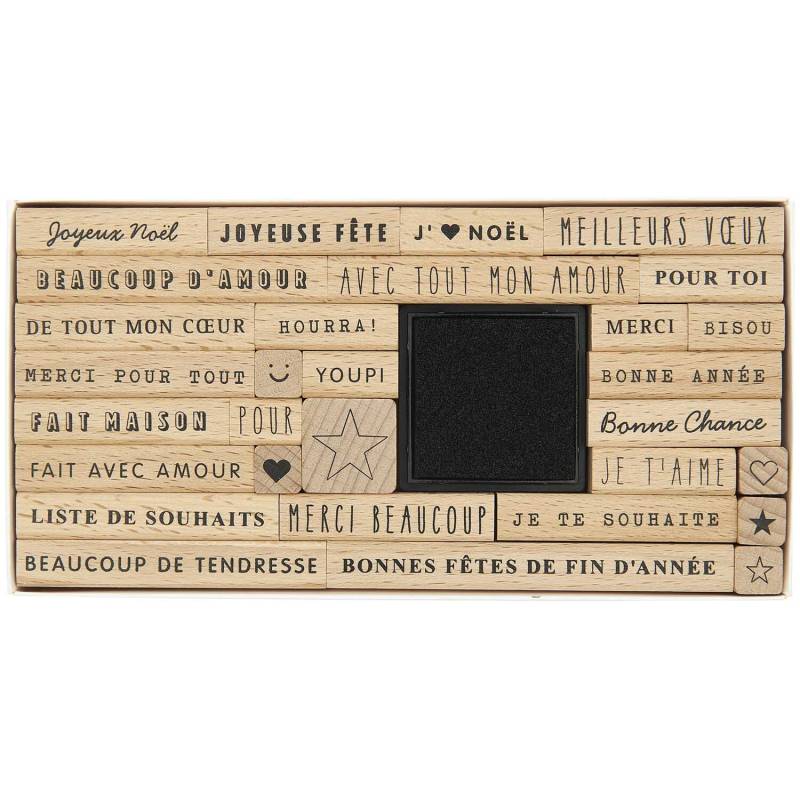 Joyeux Noël JOYEUSE FÊTE J'♥ NOËL MEILLEURS VŒUX
BEAUCOUP D'AMOUR AVEC TOUT MON AMOUR POUR TOI
DE TOUT MON CŒUR HOURRA! MERCI BISOU
MERCI POUR TOUT YOUPI BONNE ANNÉE
FAIT MAISON POUR Bonne Chance
FAIT AVEC AMOUR JE T'AIME
LISTE DE SOUHAITS MERCI BEAUCOUP JE TE SOUHAITE
BEAUCOUP DE TENDRESSE BONNES FÊTES DE FIN D'ANNÉE